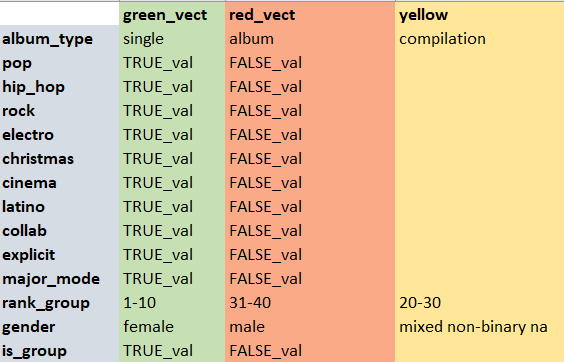 green_vect red_vect yellow
album_type single album compilation
pop TRUE_val FALSE_val
hip_hop TRUE_val FALSE_val
rock TRUE_val FALSE_val
electro TRUE_val FALSE_val
christmas TRUE_val FALSE_val
cinema TRUE_val FALSE_val
latino TRUE_val FALSE_val
collab TRUE_val FALSE_val
explicit TRUE_val FALSE_val
major_mode TRUE_val FALSE_val
rank_group 1-10 31-40 20-30
gender female male mixed non-binary na
is_group TRUE_val FALSE_val